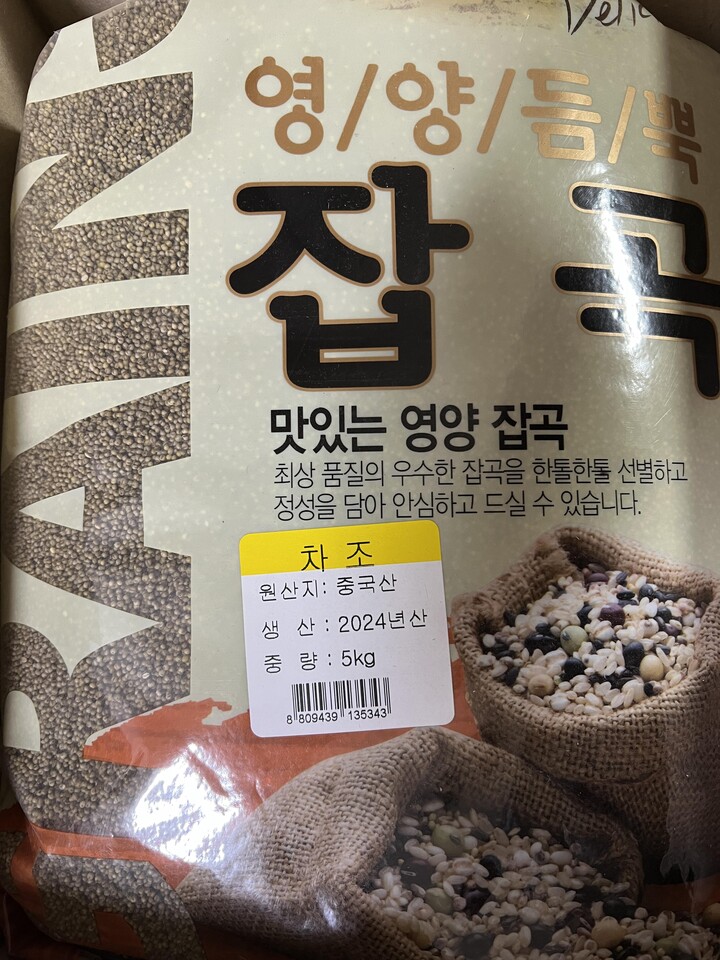 영/양/듬/뿍
잡곡
맛있는 영양 잡곡
최상 품질의 우수한 잡곡을 한톨한톨 선별하고
정성을 담아 안심하고 드실 수 있습니다.
차 조
원산지: 중국산
생 산 : 2024년산
중 량 : 5kg
8 809439 135343